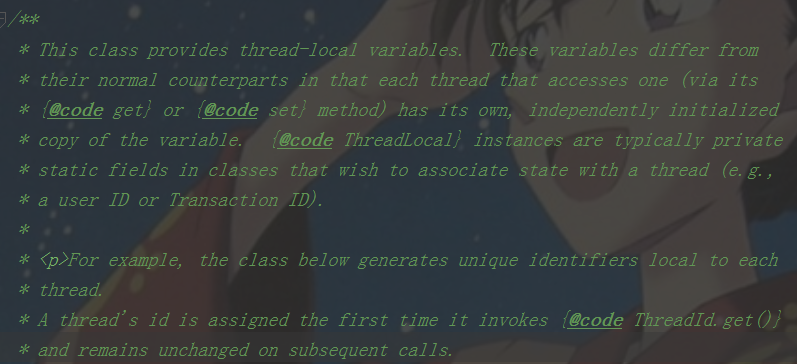 /**
* This class provides thread-local variables.  These variables differ from
* their normal counterparts in that each thread that accesses one (via its
* {@code get} or {@code set} method) has its own, independently initialized
* copy of the variable.  {@code ThreadLocal} instances are typically private
* static fields in classes that wish to associate state with a thread (e.g.,
* a user ID or Transaction ID).
*
* <p>For example, the class below generates unique identifiers local to each
* thread.
* A thread's id is assigned the first time it invokes {@code ThreadId.get()}
* and remains unchanged on subsequent calls.